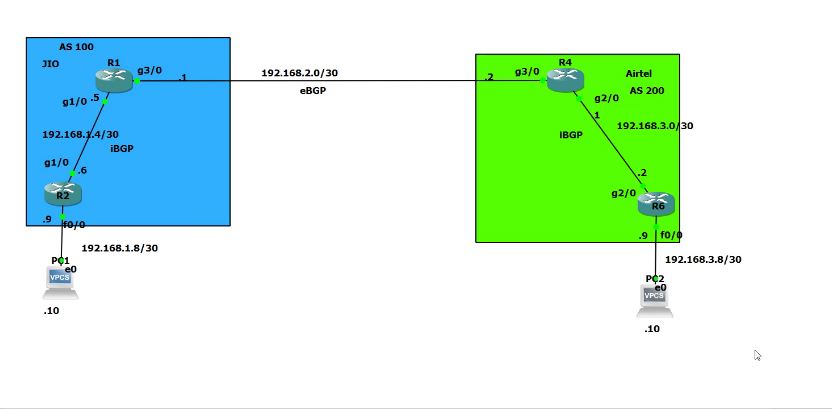 AS 100
JIO
R1
g3/0
.1
192.168.2.0/30
eBGP
.2
g3/0
R4
Airtel
AS 200
g1/0
.5
g2/0
1
192.168.1.4/30
iBGP
192.168.3.0/30
iBGP
g1/0
.6
R2
.2
g2/0
R6
.9
f0/0
.9
f0/0
192.168.1.8/30
192.168.3.8/30
PC1
e0
VPCS
.10
PC2
e0
VPCS
.10